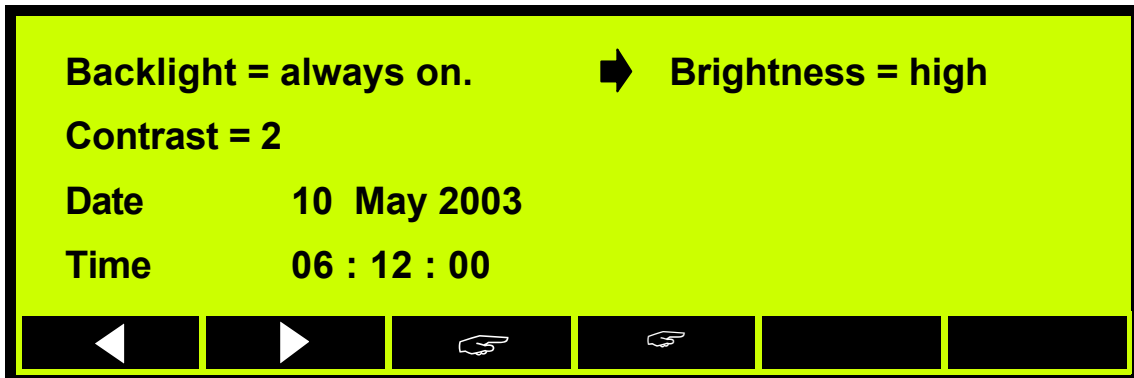 Backlight = always on. Brightness = high
Contrast = 2
Date 10 May 2003
Time 06 : 12 : 00